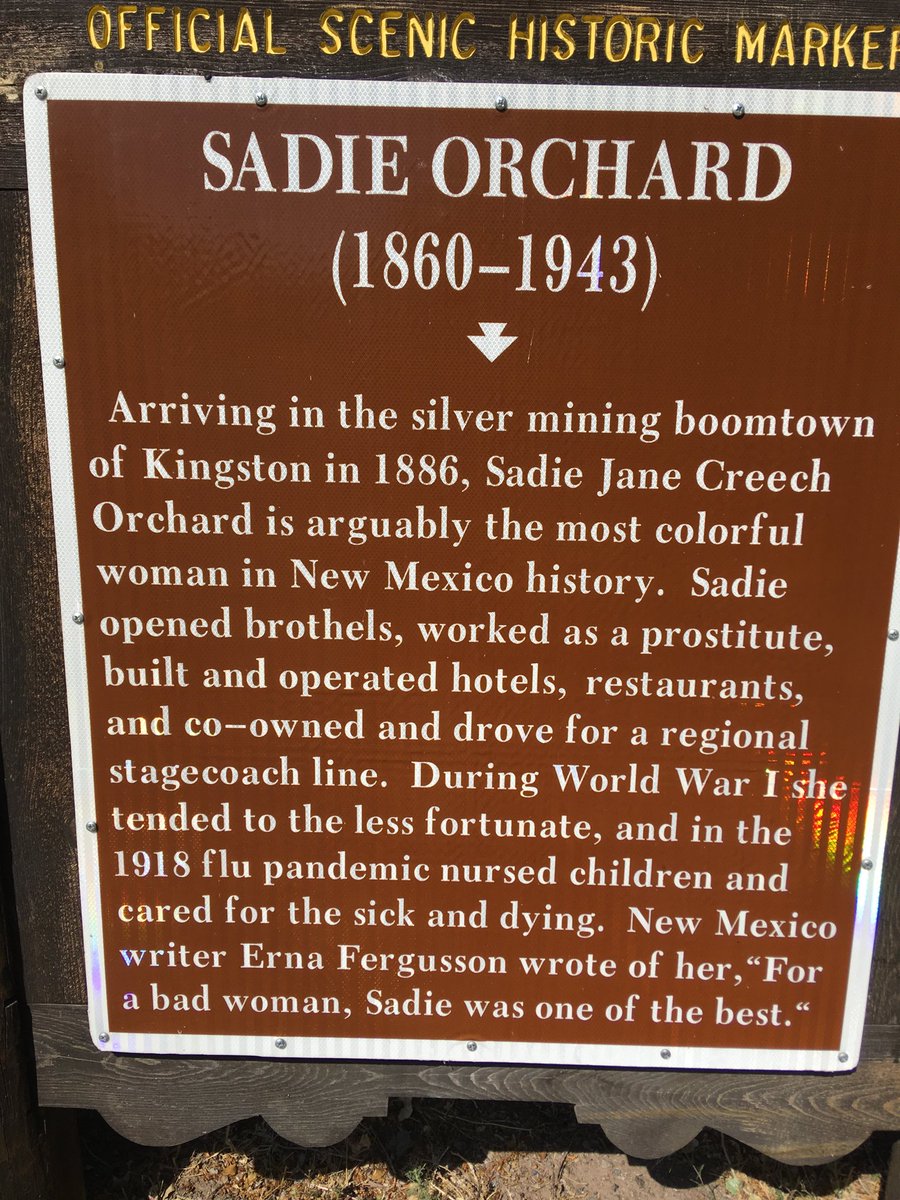 OFFICIAL SCENIC HISTORIC MARKER
SADIE ORCHARD
(1860–1943)
Arriving in the silver mining boomtown
of Kingston in 1886, Sadie Jane Creech
Orchard is arguably the most colorful
woman in New Mexico history. Sadie
opened brothels, worked as a prostitute,
built and operated hotels, restaurants,
and co–owned and drove for a regional
stagecoach line. During World War I she
tended to the less fortunate, and in the
1918 flu pandemic nursed children and
cared for the sick and dying. New Mexico
writer Erna Fergusson wrote of her,“For
a bad woman, Sadie was one of the best.“